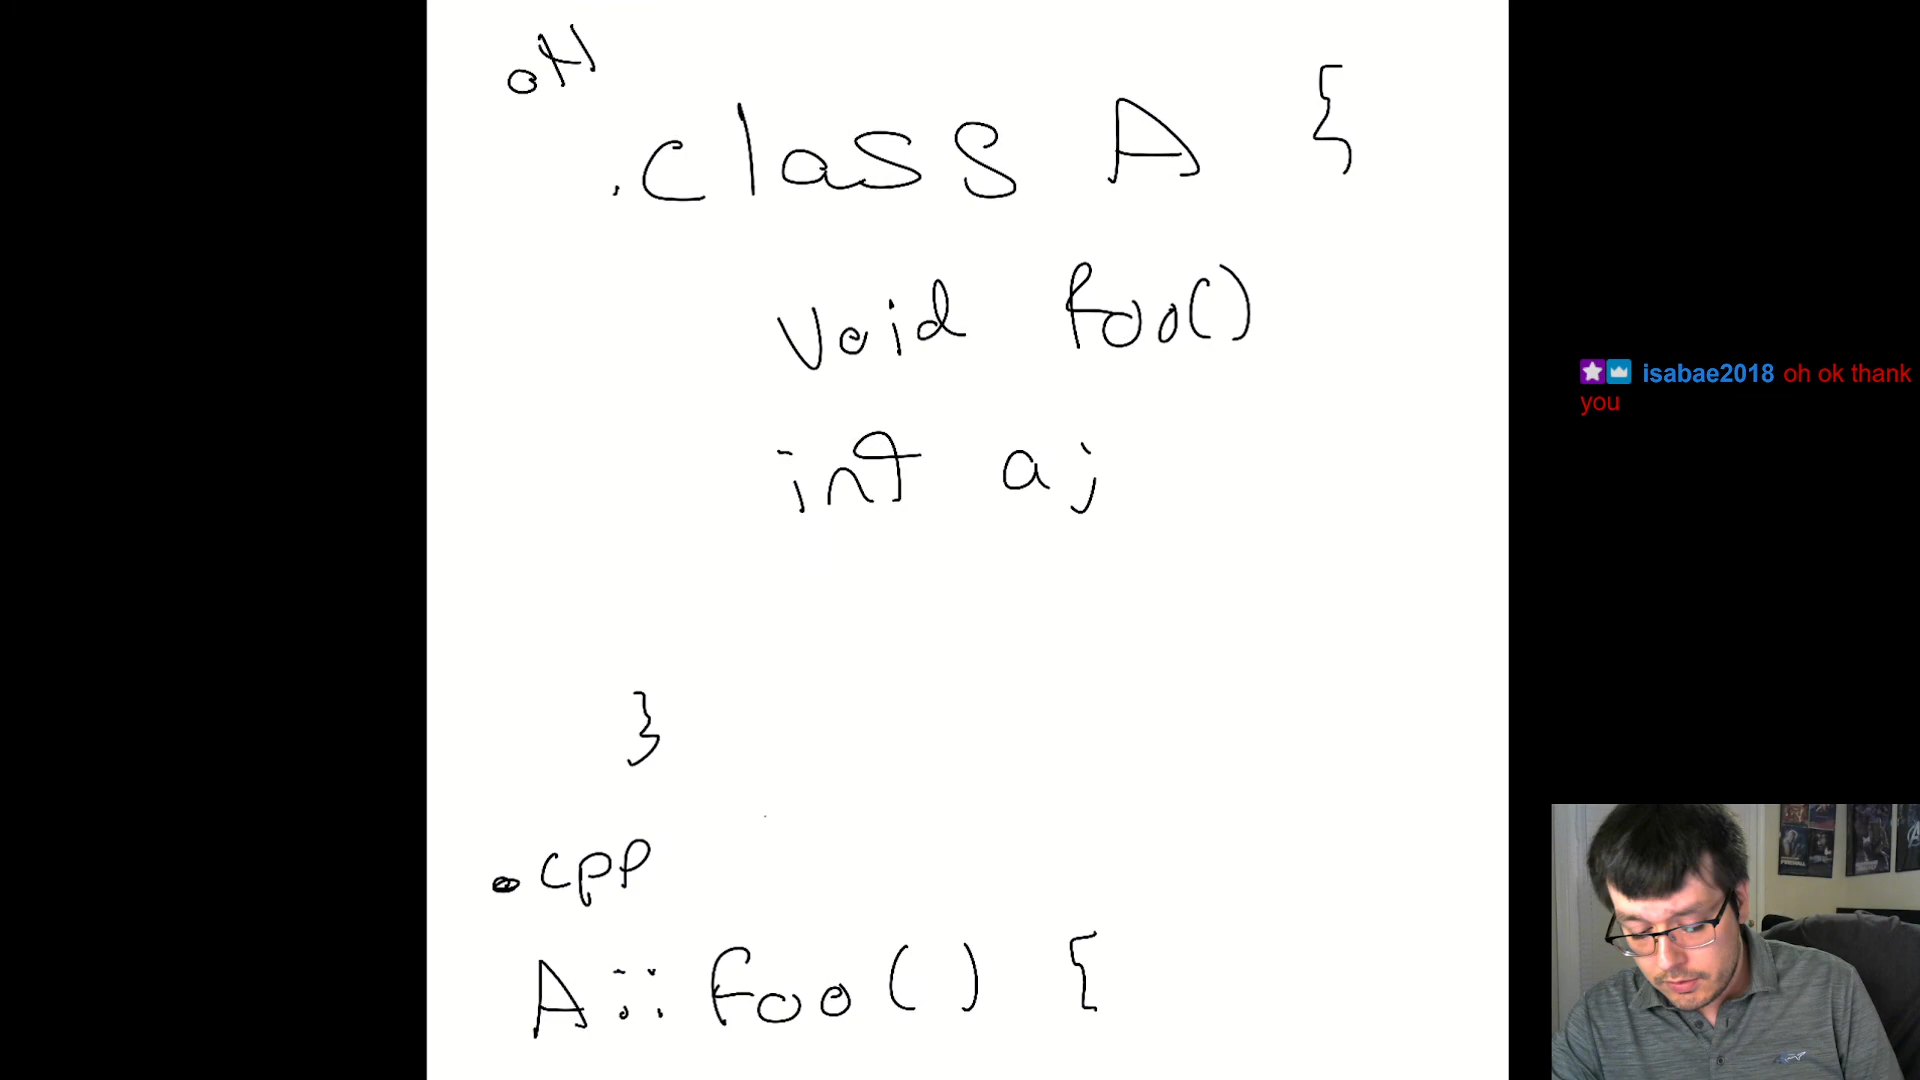 .H
.class A {
void foo()
int a;
}
.cpp
A::foo() {
isabae2018 oh ok thank
you